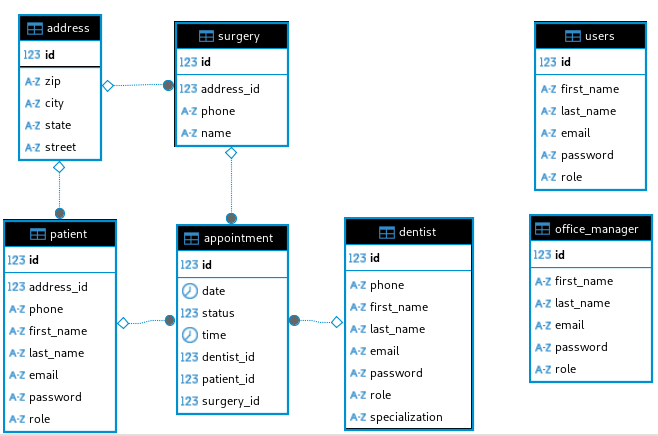 address
123 id
A-Z zip
A-Z city
A-Z state
A-Z street
surgery
123 id
123 address_id
A-Z phone
A-Z name
users
123 id
A-Z first_name
A-Z last_name
A-Z email
A-Z password
A-Z role
patient
123 id
123 address_id
A-Z phone
A-Z first_name
A-Z last_name
A-Z email
A-Z password
A-Z role
appointment
123 id
date
123 status
time
123 dentist_id
123 patient_id
123 surgery_id
dentist
123 id
A-Z phone
A-Z first_name
A-Z last_name
A-Z email
A-Z password
A-Z role
A-Z specialization
office_manager
123 id
A-Z first_name
A-Z last_name
A-Z email
A-Z password
A-Z role